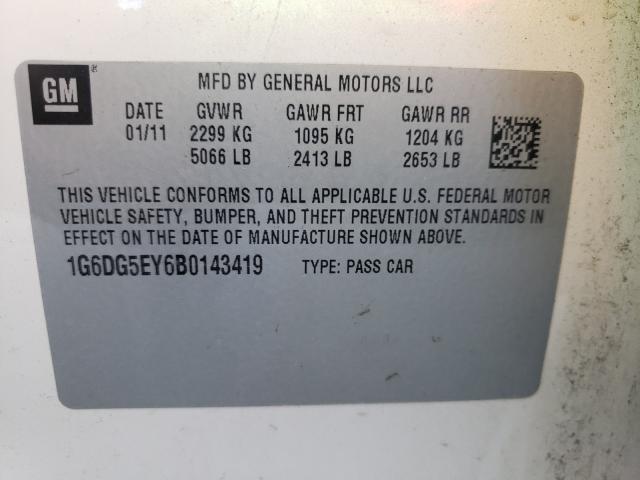 GM
MFD BY GENERAL MOTORS LLC
DATE GVWR GAWR FRT GAWR RR
01/11 2299 KG 1095 KG 1204 KG
5066 LB 2413 LB 2653 LB
THIS VEHICLE CONFORMS TO ALL APPLICABLE U.S. FEDERAL MOTOR
VEHICLE SAFETY, BUMPER, AND THEFT PREVENTION STANDARDS IN
EFFECT ON THE DATE OF MANUFACTURE SHOWN ABOVE.
1G6DG5EY6B0143419 TYPE: PASS CAR